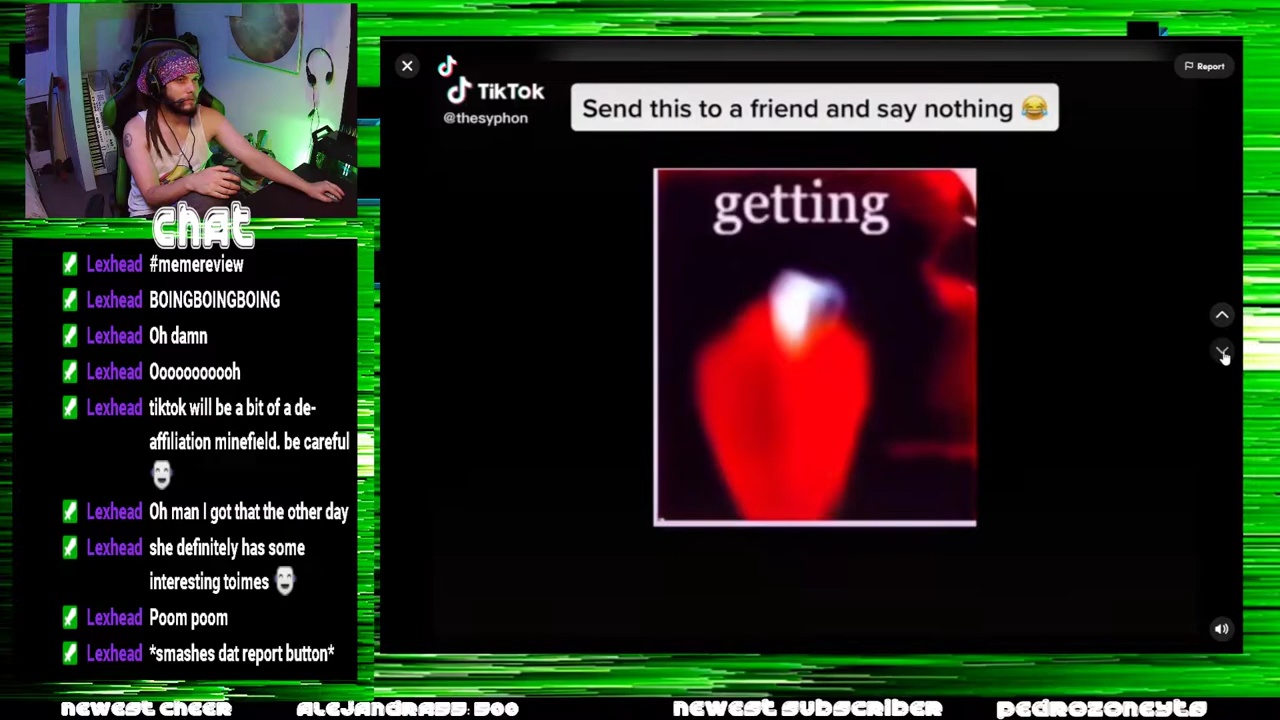 TikTok
@thesyphon
Send this to a friend and say nothing 😂
Report
getting
CHAT
Lexhead #memereview
Lexhead BOINGBOINGBOING
Lexhead Oh damn
Lexhead Ooooooooooh
Lexhead tiktok will be a bit of a de-
affiliation minefield. be careful
Lexhead Oh man I got that the other day
Lexhead she definitely has some
interesting toimes
Lexhead Poom poom
Lexhead *smashes dat report button*
NEWEST CHEER
ALEJANDRA55: 500
NEWEST SUBSCRIBER
PEDROZONEYTS